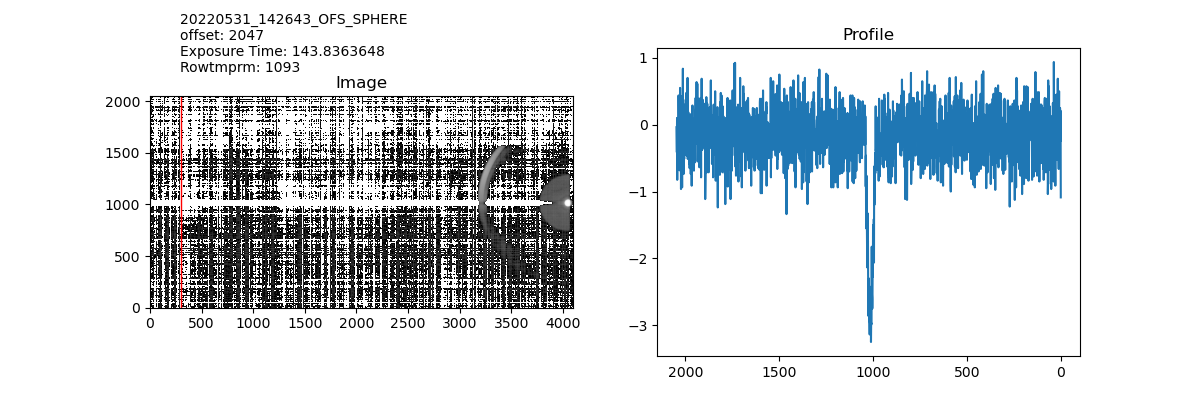 20220531_142643_OFS_SPHERE
offset: 2047
Exposure Time: 143.8363648
Rowtmprm: 1093
Image
2000
1500
1000
500
0
0 500 1000 1500 2000 2500 3000 3500 4000
Profile
1
0
−1
−2
−3
2000 1500 1000 500 0